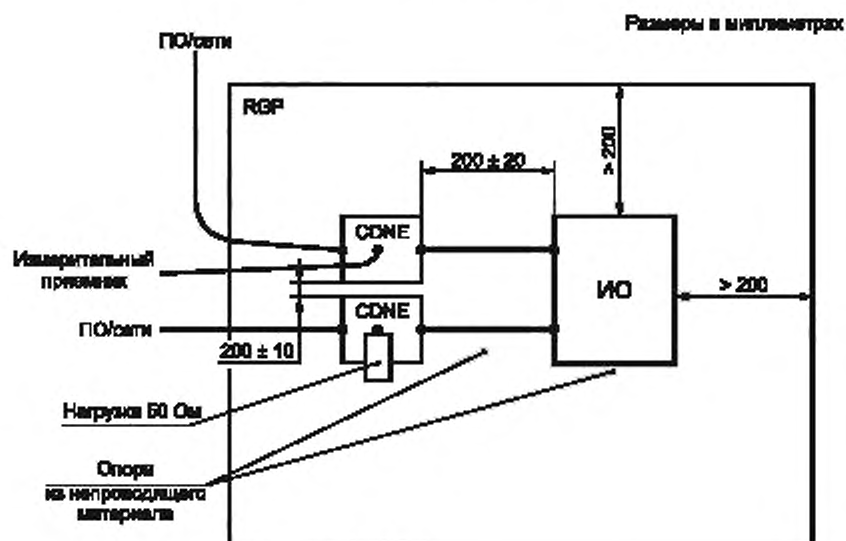 Размеры в миллиметрах
ПО/сети
RGP
200 ± 20
> 200
CDNE
Измерительный
приемник
ИО
> 200
CDNE
ПО/сети
200 ± 10
Нагрузка 50 Ом
Опора
из непроводящего
материала